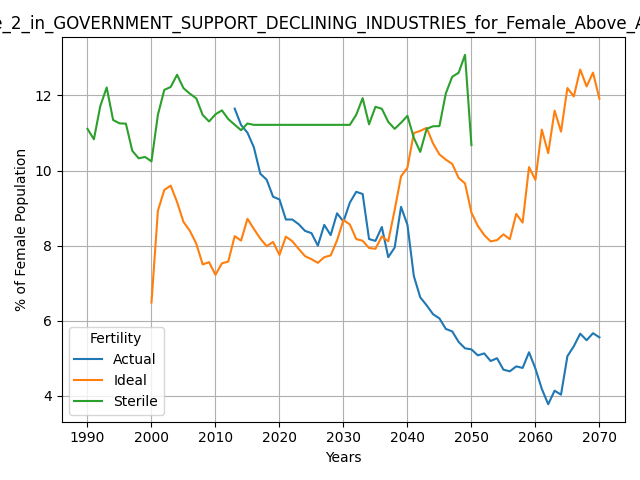 e_2_in_GOVERNMENT_SUPPORT_DECLINING_INDUSTRIES_for_Female_Above_A
12
10
8
6
4
% of Female Population
Fertility
Actual
Ideal
Sterile
1990 2000 2010 2020 2030 2040 2050 2060 2070
Years